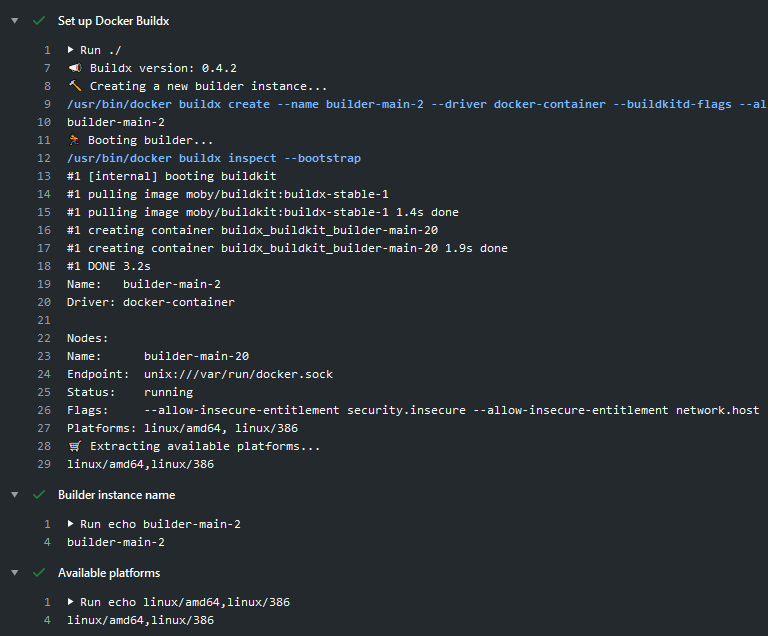 Set up Docker Buildx
1 Run ./
7 Buildx version: 0.4.2
8 Creating a new builder instance...
9 /usr/bin/docker buildx create --name builder-main-2 --driver docker-container --buildkitd-flags --al
10 builder-main-2
11 Booting builder...
12 /usr/bin/docker buildx inspect --bootstrap
13 #1 [internal] booting buildkit
14 #1 pulling image moby/buildkit:buildx-stable-1
15 #1 pulling image moby/buildkit:buildx-stable-1 1.4s done
16 #1 creating container buildx_buildkit_builder-main-20
17 #1 creating container buildx_buildkit_builder-main-20 1.9s done
18 #1 DONE 3.2s
19 Name:   builder-main-2
20 Driver: docker-container
21
22 Nodes:
23 Name:      builder-main-20
24 Endpoint:  unix:///var/run/docker.sock
25 Status:    running
26 Flags:     --allow-insecure-entitlement security.insecure --allow-insecure-entitlement network.host
27 Platforms: linux/amd64, linux/386
28 Extracting available platforms...
29 linux/amd64,linux/386
Builder instance name
1 Run echo builder-main-2
4 builder-main-2
Available platforms
1 Run echo linux/amd64,linux/386
4 linux/amd64,linux/386